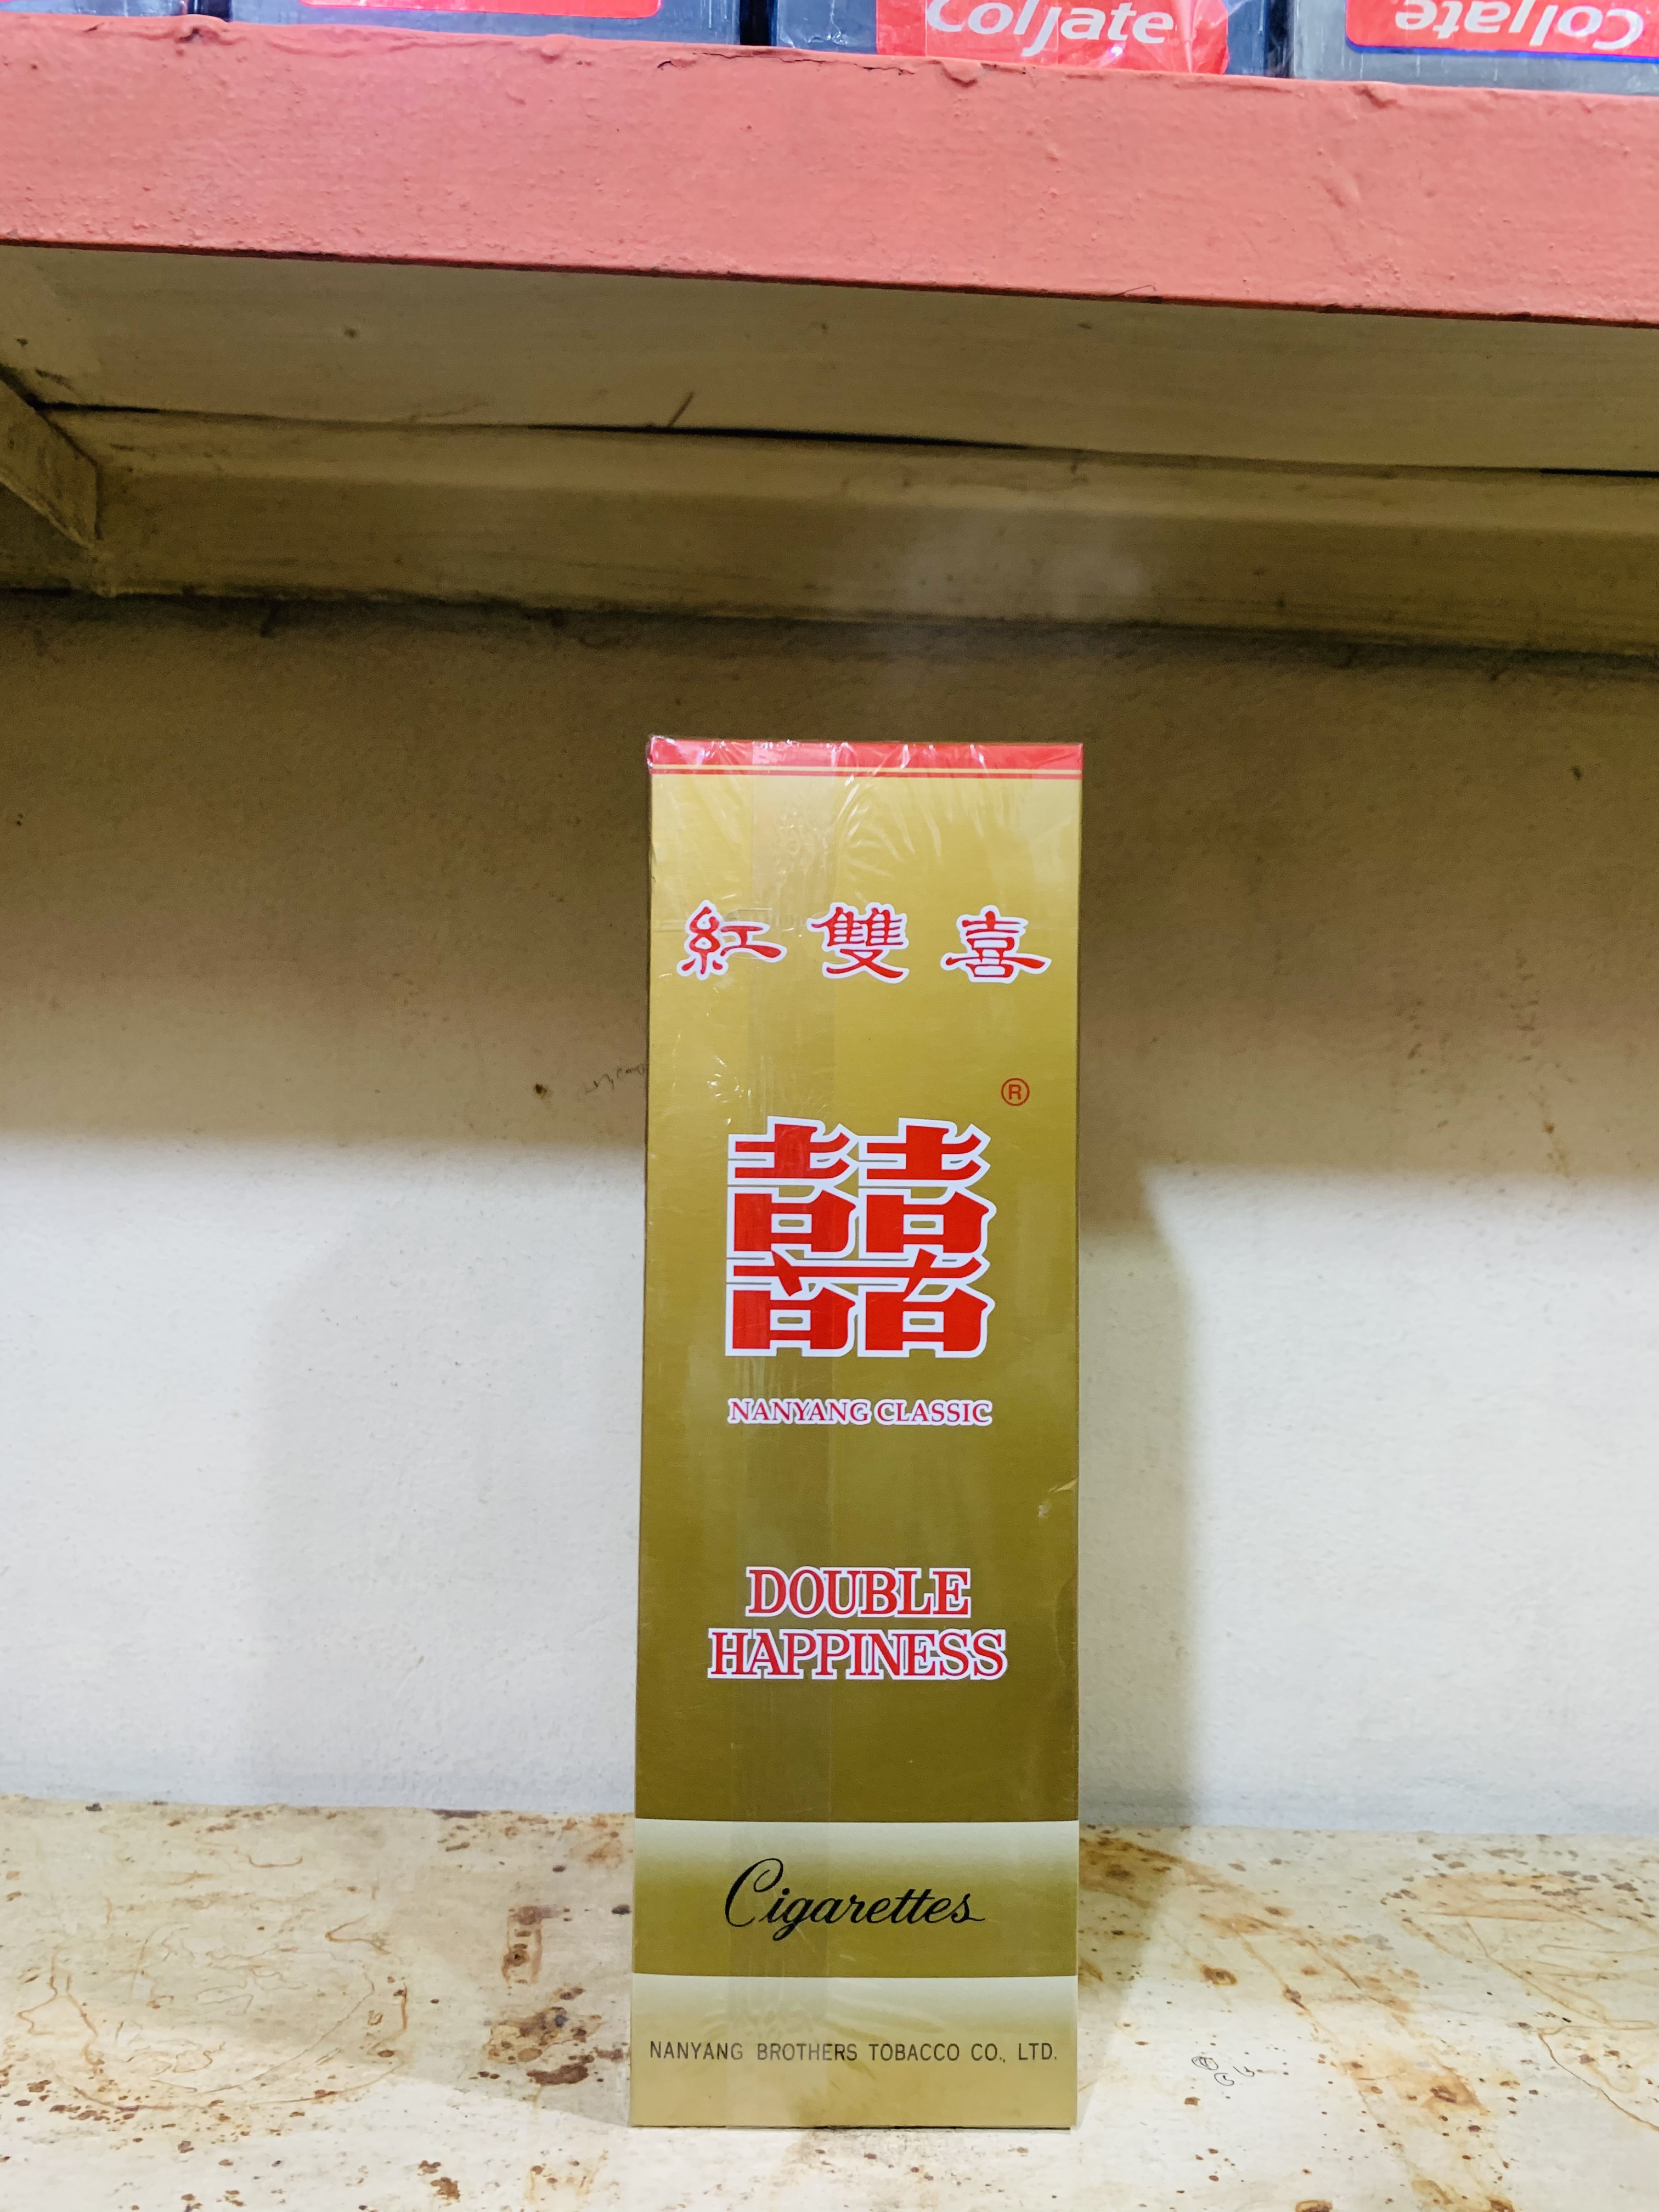 Coljate
Coljate
紅雙喜
®
囍
NANYANG CLASSIC
DOUBLE
HAPPINESS
Cigarettes
NANYANG BROTHERS TOBACCO CO., LTD.